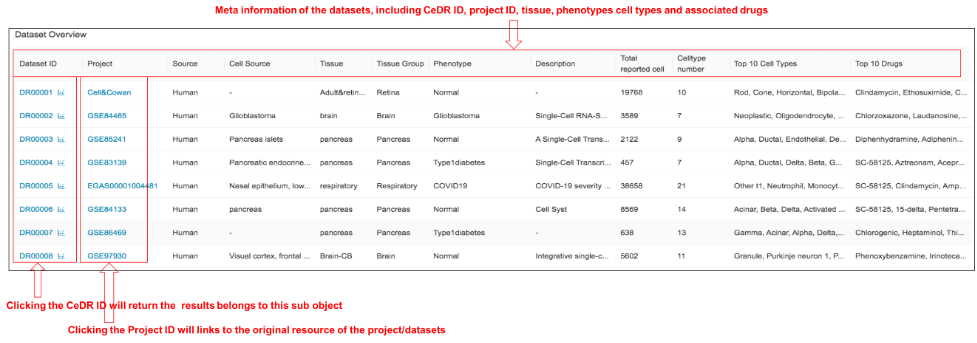 Meta information of the datasets, including CeDR ID, project ID, tissue, phenotypes cell types and associated drugs
Dataset Overview
Dataset ID Project Source Cell Source Tissue Tissue Group Phenotype Description Total reported cell Celltype number Top 10 Cell Types Top 10 Drugs
DR00001 Cell&Cowan Human - Adult&retin... Retina Normal - 19768 10 Rod, Cone, Horizontal, Bipola... Clindamycin, Ethosuximide, C...
DR00002 GSE84465 Human Glioblastoma brain Brain Glioblastoma Single-Cell RNA-S... 3589 7 Neoplastic, Oligodendrocyte, ... Chlorzoxazone, Laudanosine,...
DR00003 GSE85241 Human Pancreas islets pancreas Pancreas Normal A Single-Cell Trans... 2122 9 Alpha, Ductal, Endothelial, De... Diphenhydramine, Adiphenin...
DR00004 GSE83139 Human Pancreatic endocrine... pancreas Pancreas Type1diabetes Single-Cell Transcri... 457 7 Alpha, Ductal, Delta, Beta, G... SC-58125, Aztreonam, Acepr...
DR00005 EGAS00001004481 Human Nasal epithelium, low... respiratory Respiratory COVID19 COVID-19 severity ... 38658 21 Other t1, Neutrophil, Monocyt... SC-58125, Clindamycin, Amp...
DR00006 GSE84133 Human pancreas pancreas Pancreas Normal Cell Syst 8569 14 Acinar, Beta, Delta, Activated ... SC-58125, 15-delta, Pentetra...
DR00007 GSE86469 Human - pancreas Pancreas Type1diabetes - 638 13 Gamma, Acinar, Alpha, Delta,... Chlorogenic, Heptaminol, Thi...
DR00008 GSE97930 Human Visual cortex, frontal ... Brain-CB Brain Normal Integrative single-c... 5602 11 Granule, Purkinje neuron 1, P... Phenoxybenzamine, Irinoteca...
Clicking the CeDR ID will return the results belongs to this sub object
Clicking the Project ID will links to the original resource of the project/datasets